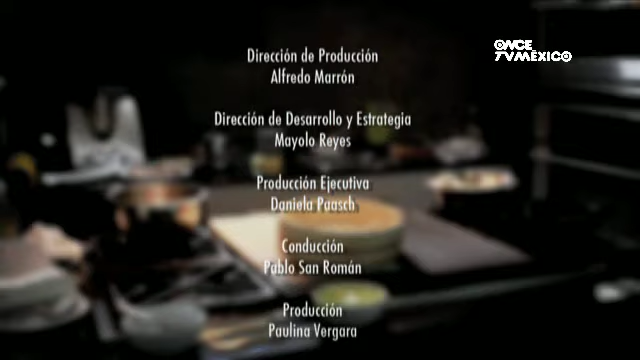 ONCE
TV MÉXICO
Dirección de Producción
Alfredo Marrón
Dirección de Desarrollo y Estrategia
Mayolo Reyes
Producción Ejecutiva
Daniela Paasch
Conducción
Pablo San Román
Producción
Paulina Vergara